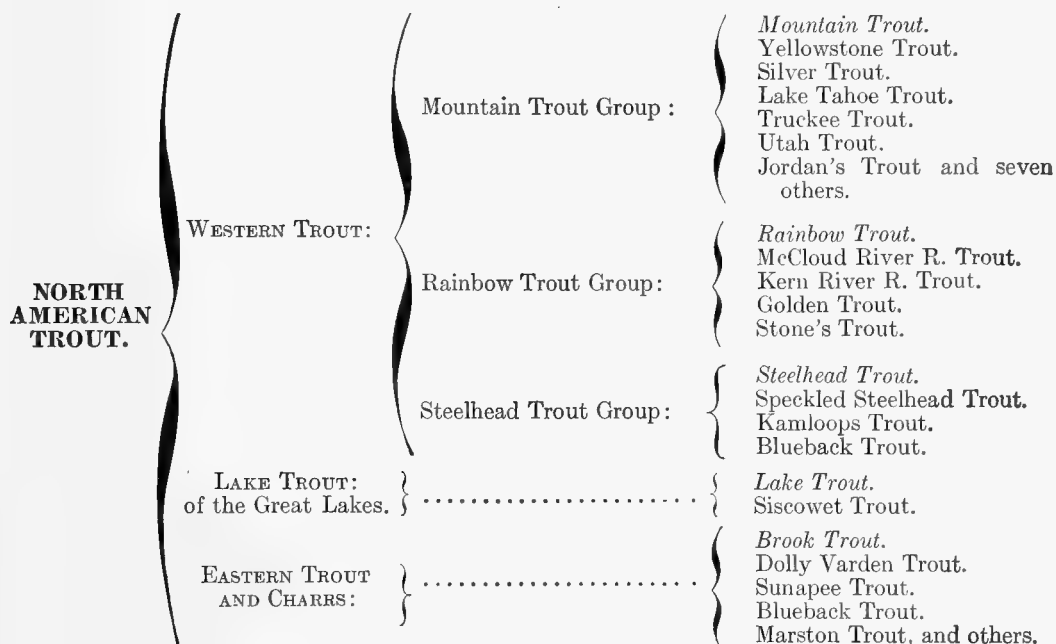 NORTH
AMERICAN
TROUT.
WESTERN TROUT:
Mountain Trout Group :
Mountain Trout.
Yellowstone Trout.
Silver Trout.
Lake Tahoe Trout.
Truckee Trout.
Utah Trout.
Jordan's Trout and seven
others.
Rainbow Trout Group:
Rainbow Trout.
McCloud River R. Trout.
Kern River R. Trout.
Golden Trout.
Stone's Trout.
Steelhead Trout Group:
Steelhead Trout.
Speckled Steelhead Trout.
Kamloops Trout.
Blueback Trout.
LAKE TROUT:
of the Great Lakes.
Lake Trout.
Siscowet Trout.
EASTERN TROUT
AND CHARRS:
Brook Trout.
Dolly Varden Trout.
Sunapee Trout.
Blueback Trout.
Marston Trout, and others.